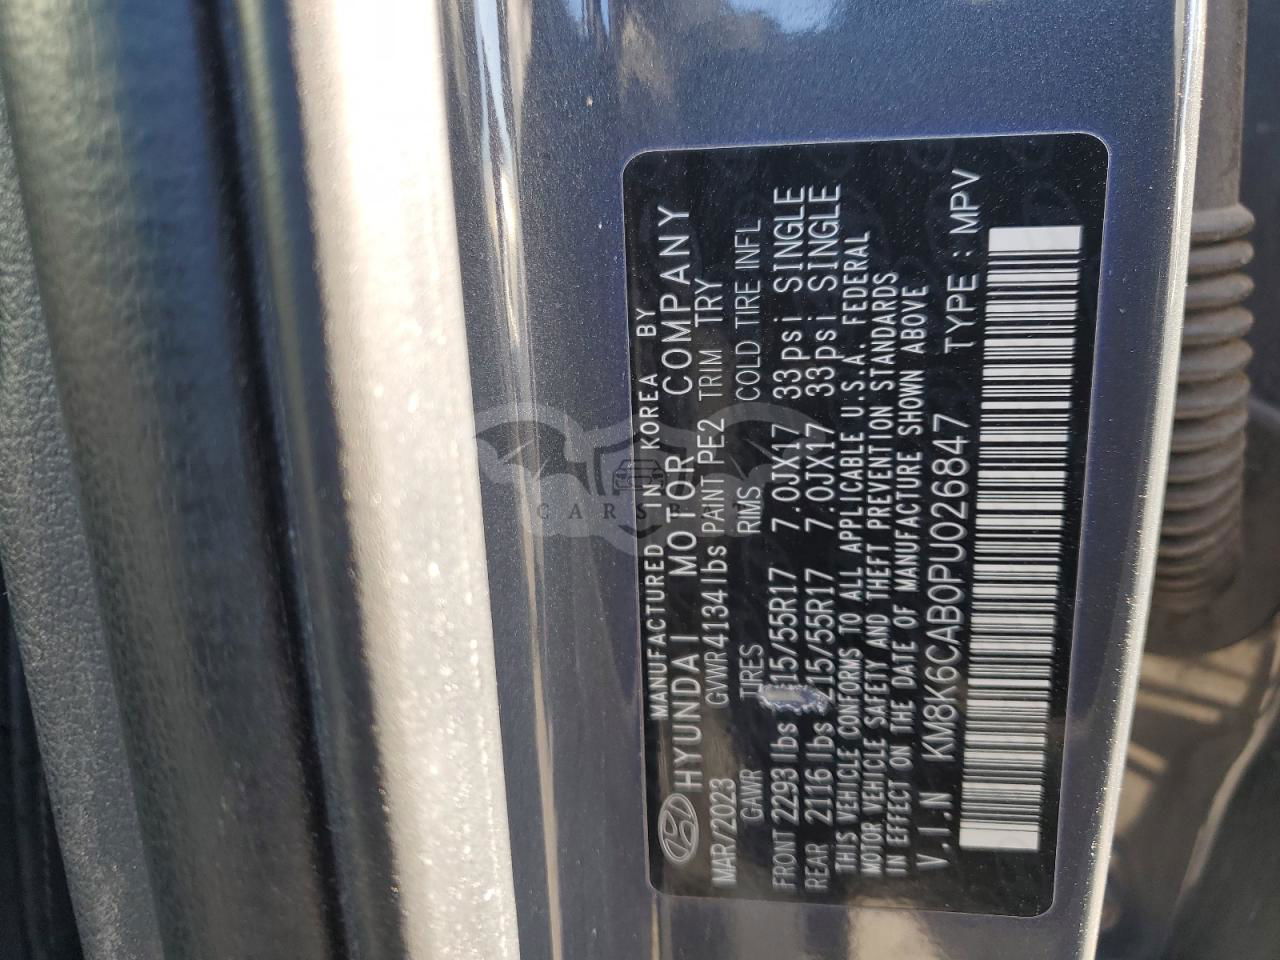 MANUFACTURED IN KOREA BY
HYUNDAI MOTOR COMPANY
MAR/2023 GVWR 4134lbs PAINT PE2 TRIM TRY
GAWR TIRES RIMS COLD TIRE INFL
FRONT 2293 lbs 15/55R17 7.0JX17 33psi SINGLE
REAR 2116 lbs 215/55R17 7.0JX17 33psi SINGLE
THIS VEHICLE CONFORMS TO ALL APPLICABLE U.S.A. FEDERAL
MOTOR VEHICLE SAFETY AND THEFT PREVENTION STANDARDS
IN EFFECT ON THE DATE OF MANUFACTURE SHOWN ABOVE
V.I.N KM8K6CAB0PU026847 TYPE : MPV